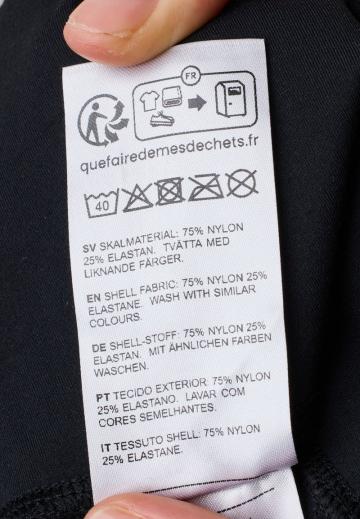 FR
quefairedemesdechets.fr
40
SV SKALMATERIAL: 75% NYLON
25% ELASTAN. TVÄTTA MED
LIKNANDE FÄRGER.
EN SHELL FABRIC: 75% NYLON 25%
ELASTANE. WASH WITH SIMILAR
COLOURS.
DE SHELL-STOFF: 75% NYLON 25%
ELASTAN. MIT ÄHNLICHEN FARBEN
WASCHEN.
PT TECIDO EXTERIOR: 75% NYLON
25% ELASTANO. LAVAR COM
CORES SEMELHANTES.
IT TESSUTO SHELL: 75% NYLON
25% ELASTANE.